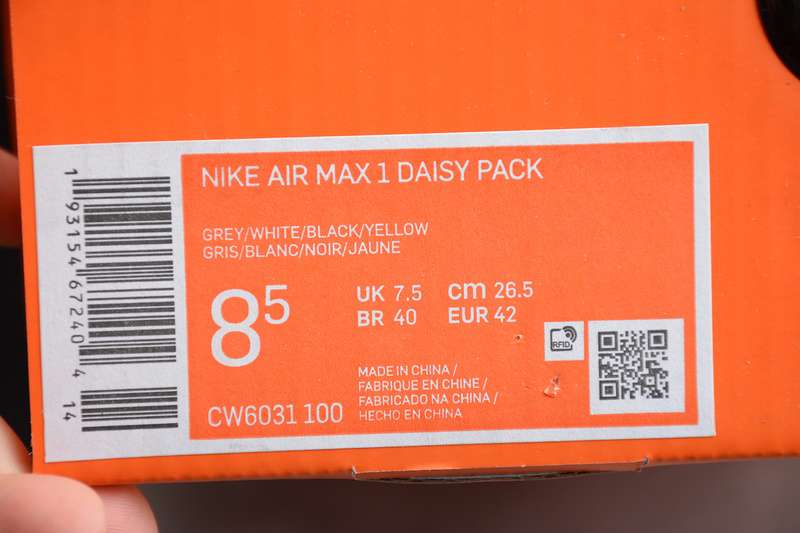 NIKE AIR MAX 1 DAISY PACK
GREY/WHITE/BLACK/YELLOW
GRIS/BLANC/NOIR/JAUNE
8 5
UK 7.5 cm 26.5
BR 40 EUR 42
RFID
MADE IN CHINA /
FABRIQUE EN CHINE /
FABRICADO NA CHINA /
HECHO EN CHINA
CW6031 100
1 93154 67240 4 14